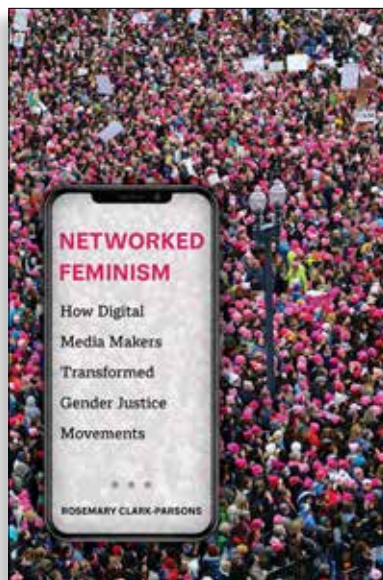 NETWORKED
FEMINISM
How Digital
Media Makers
Transformed
Gender Justice
Movements
ROSEMARY CLARK-PARSONS